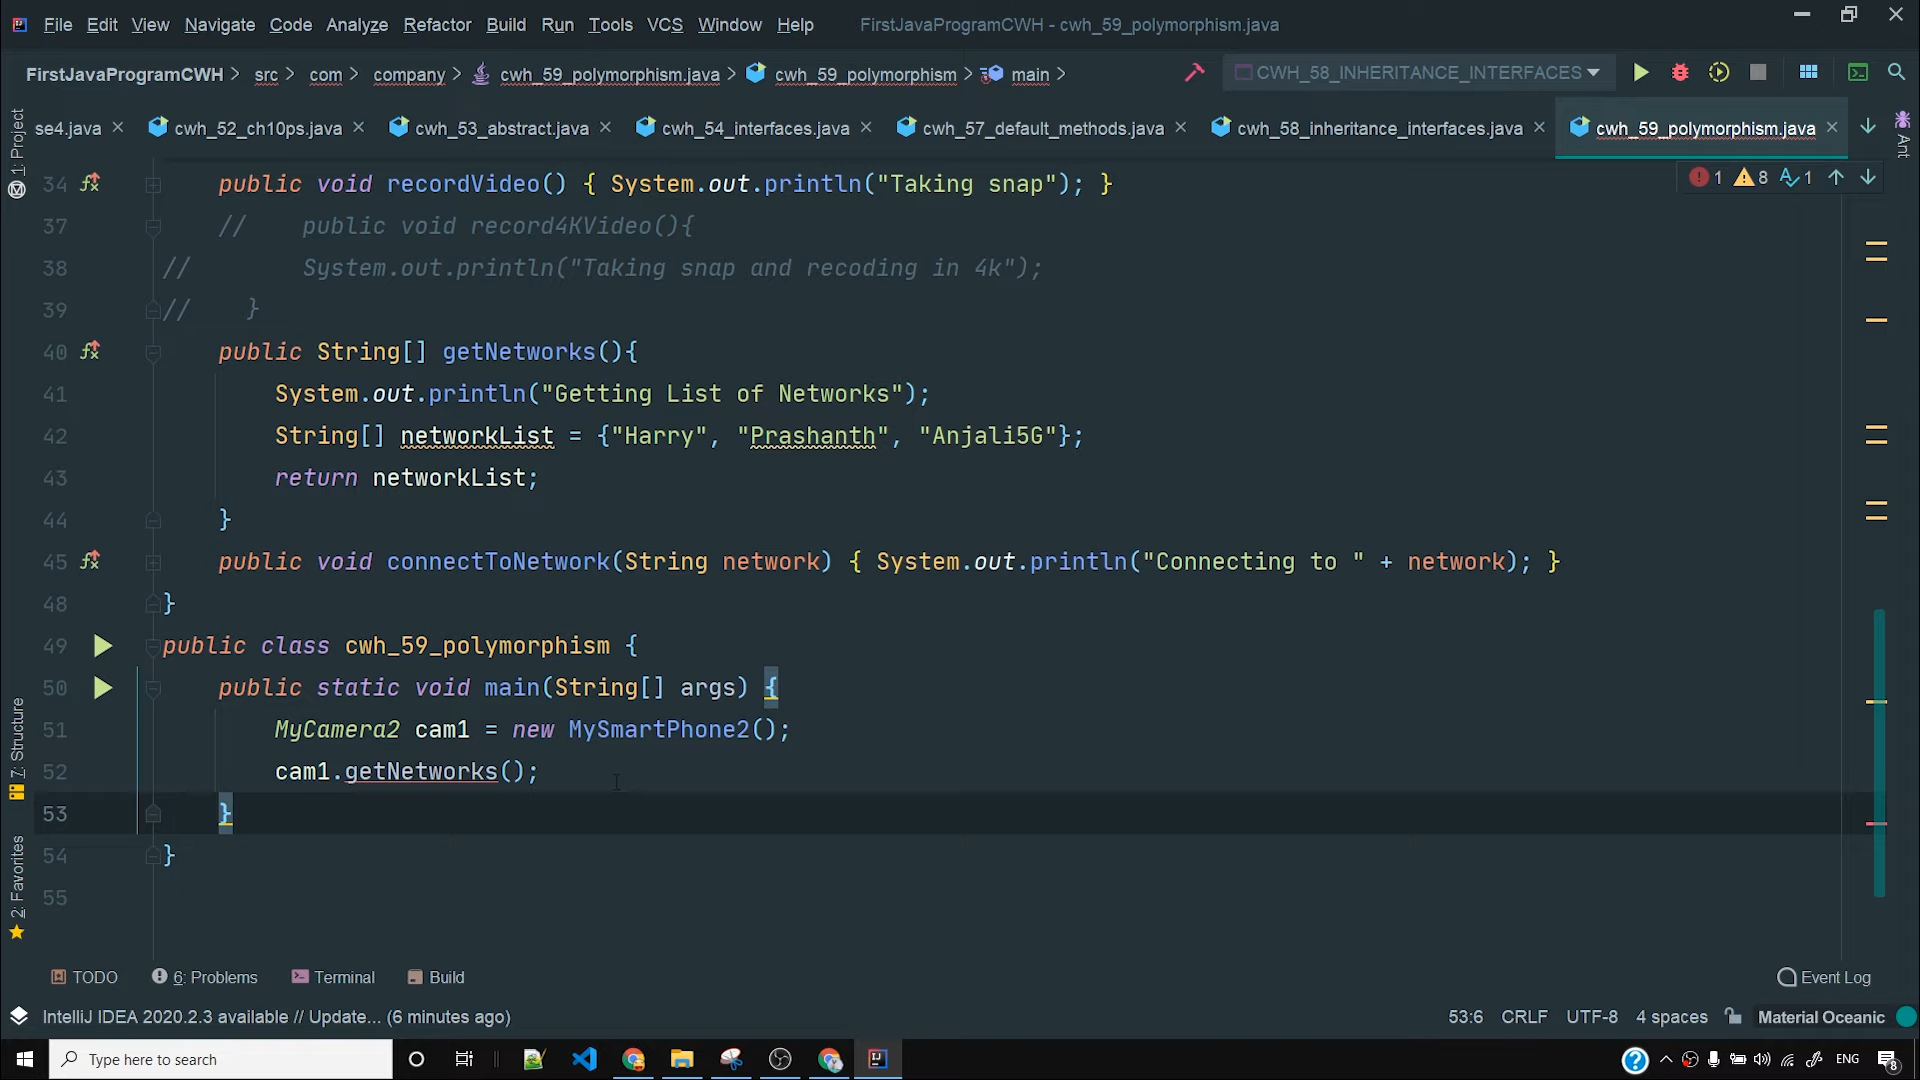 File Edit View Navigate Code Analyze Refactor Build Run Tools VCS Window Help FirstJavaProgramCWH - cwh_59_polymorphism.java
FirstJavaProgramCWH src com company cwh_59_polymorphism.java cwh_59_polymorphism main CWH_58_INHERITANCE_INTERFACES
se4.java cwh_52_ch10ps.java cwh_53_abstract.java cwh_54_interfaces.java cwh_57_default_methods.java cwh_58_inheritance_interfaces.java cwh_59_polymorphism.java
1: Project
Ant
1 8 1
34 public void recordVideo() { System.out.println("Taking snap"); }
37 //    public void record4KVideo(){
38 //        System.out.println("Taking snap and recoding in 4k");
39 //    }
40 public String[] getNetworks(){
41 System.out.println("Getting List of Networks");
42 String[] networkList = {"Harry", "Prashanth", "Anjali5G"};
43 return networkList;
44 }
45 public void connectToNetwork(String network) { System.out.println("Connecting to " + network); }
48 }
49 public class cwh_59_polymorphism {
50 public static void main(String[] args) {
51 MyCamera2 cam1 = new MySmartPhone2();
52 cam1.getNetworks();
53 }
54 }
55
7: Structure
2: Favorites
TODO 6: Problems Terminal Build Event Log
IntelliJ IDEA 2020.2.3 available // Update... (6 minutes ago) 53:6 CRLF UTF-8 4 spaces Material Oceanic
Type here to search ENG 8